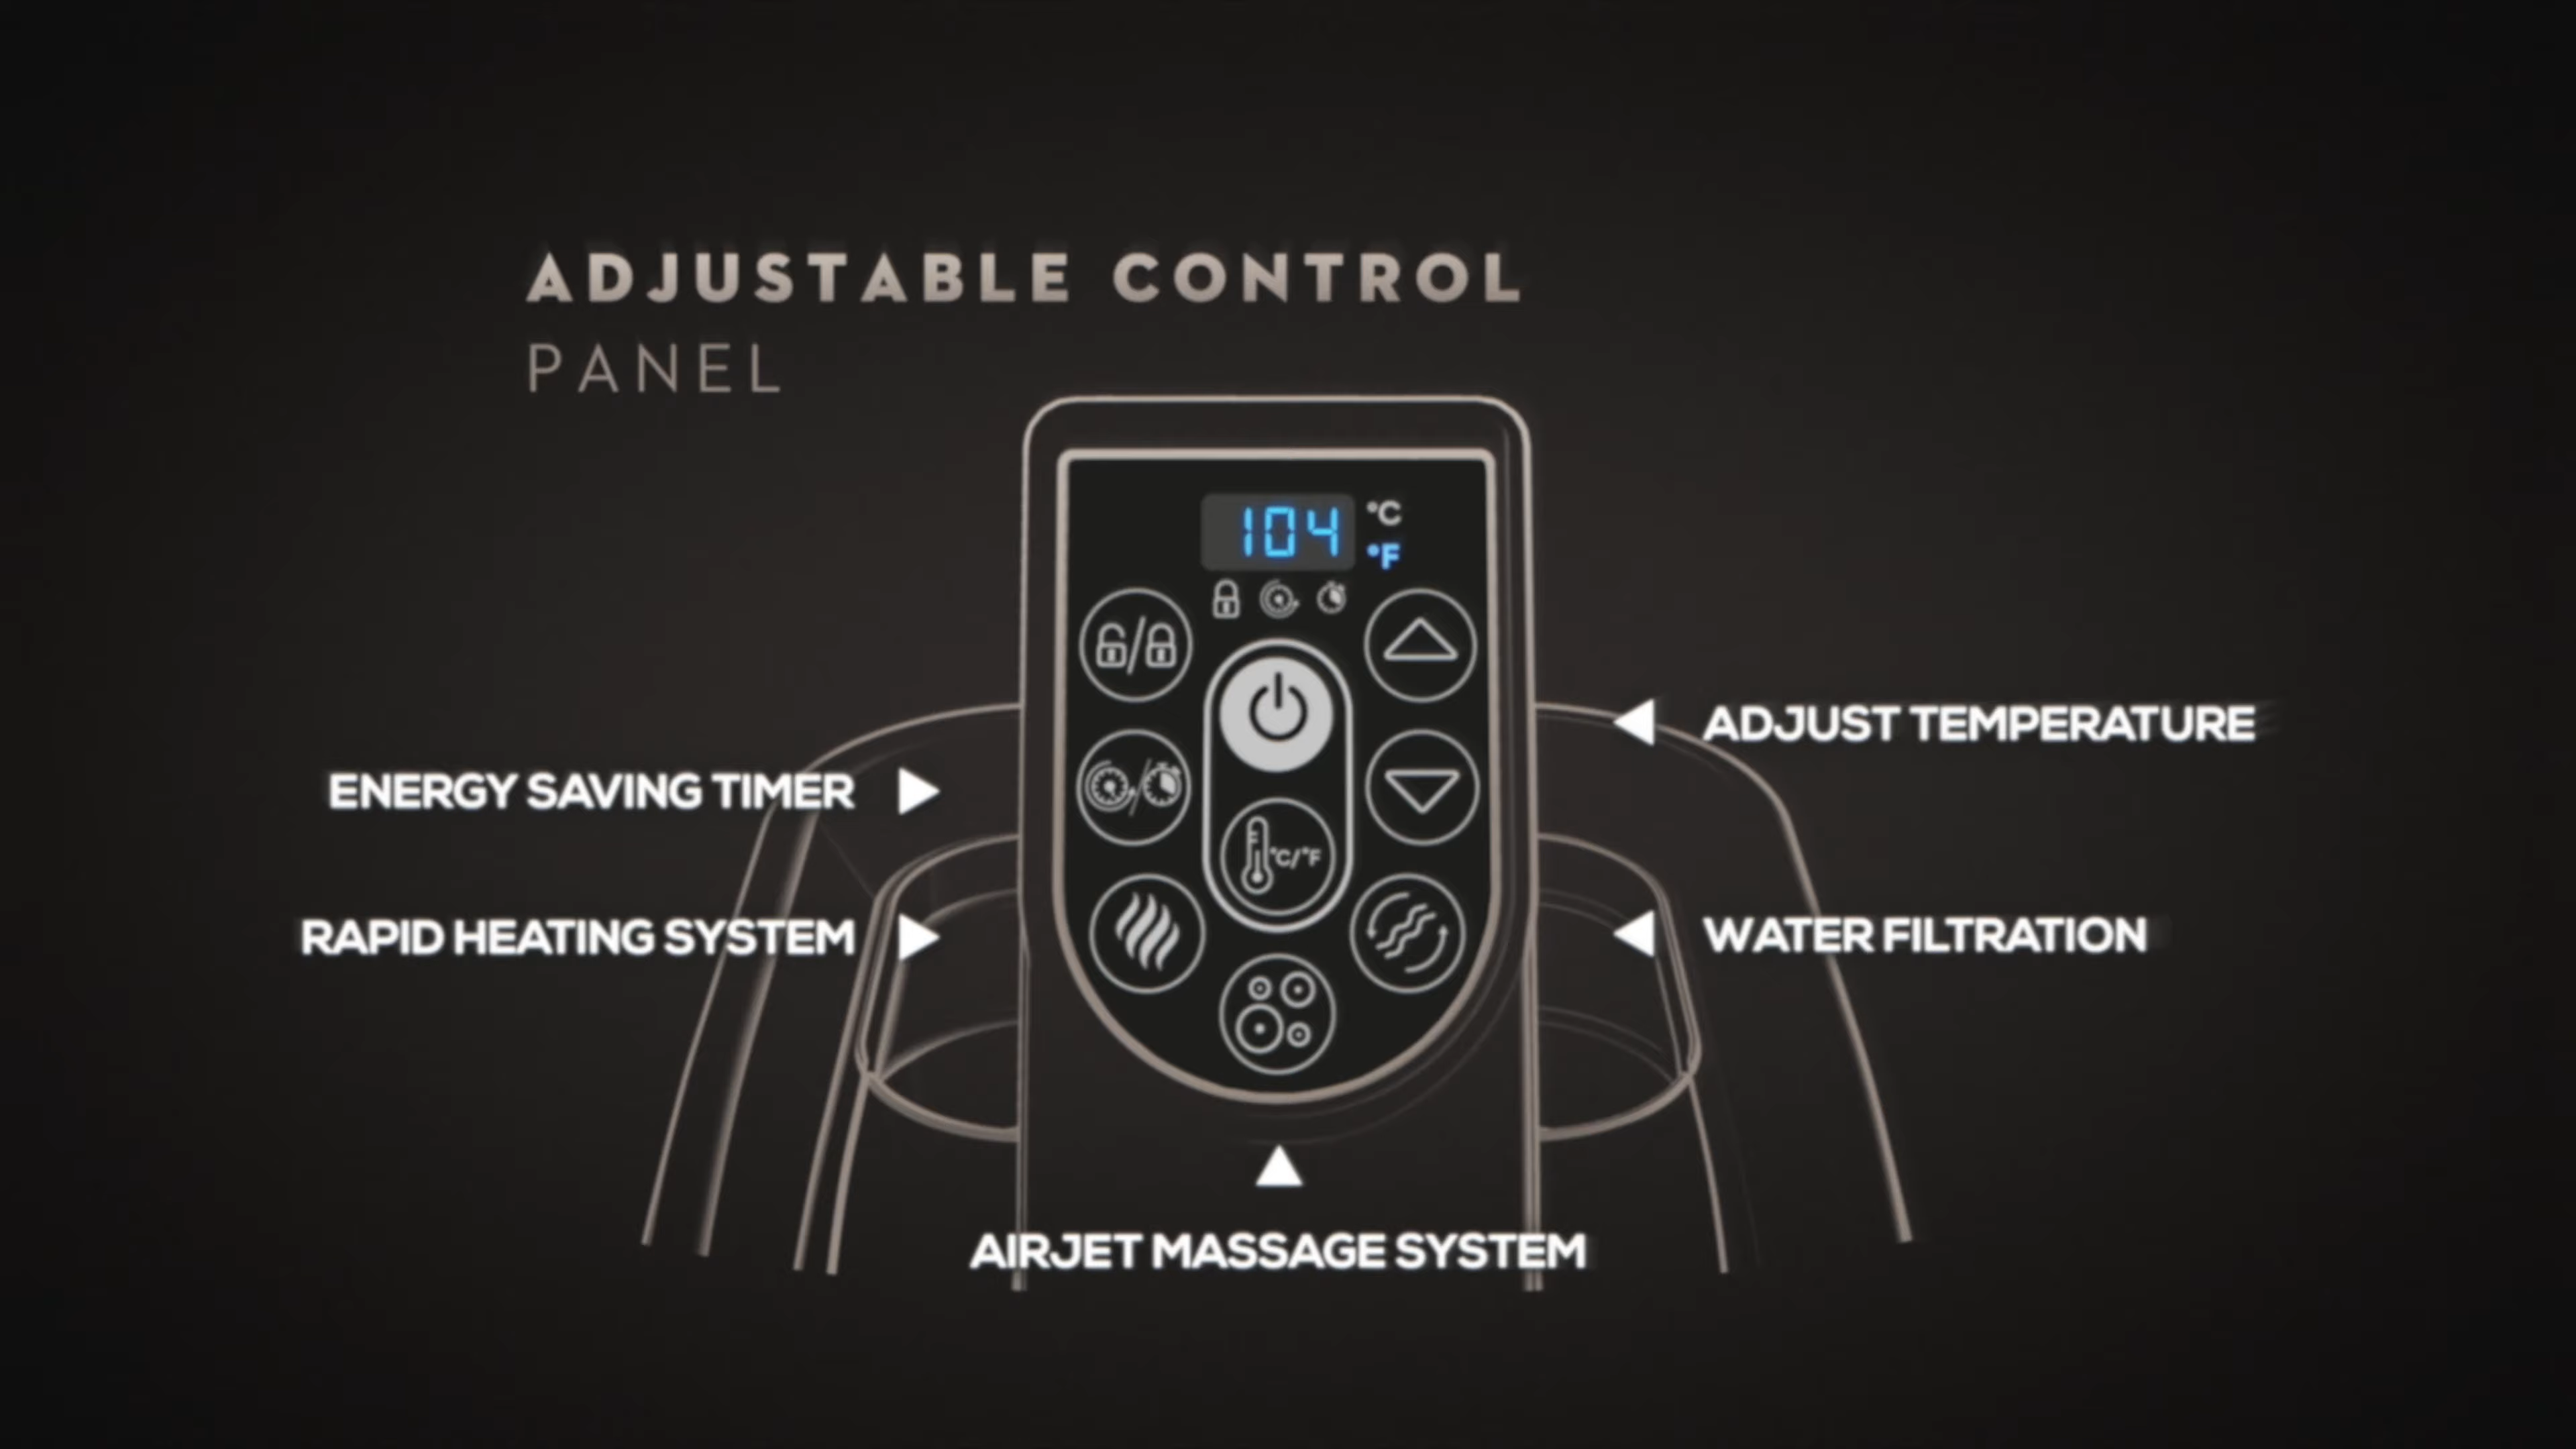 ADJUSTABLE CONTROL
PANEL
104 °C
°F
ADJUST TEMPERATURE
ENERGY SAVING TIMER
°C/°F
RAPID HEATING SYSTEM
WATER FILTRATION
AIRJET MASSAGE SYSTEM